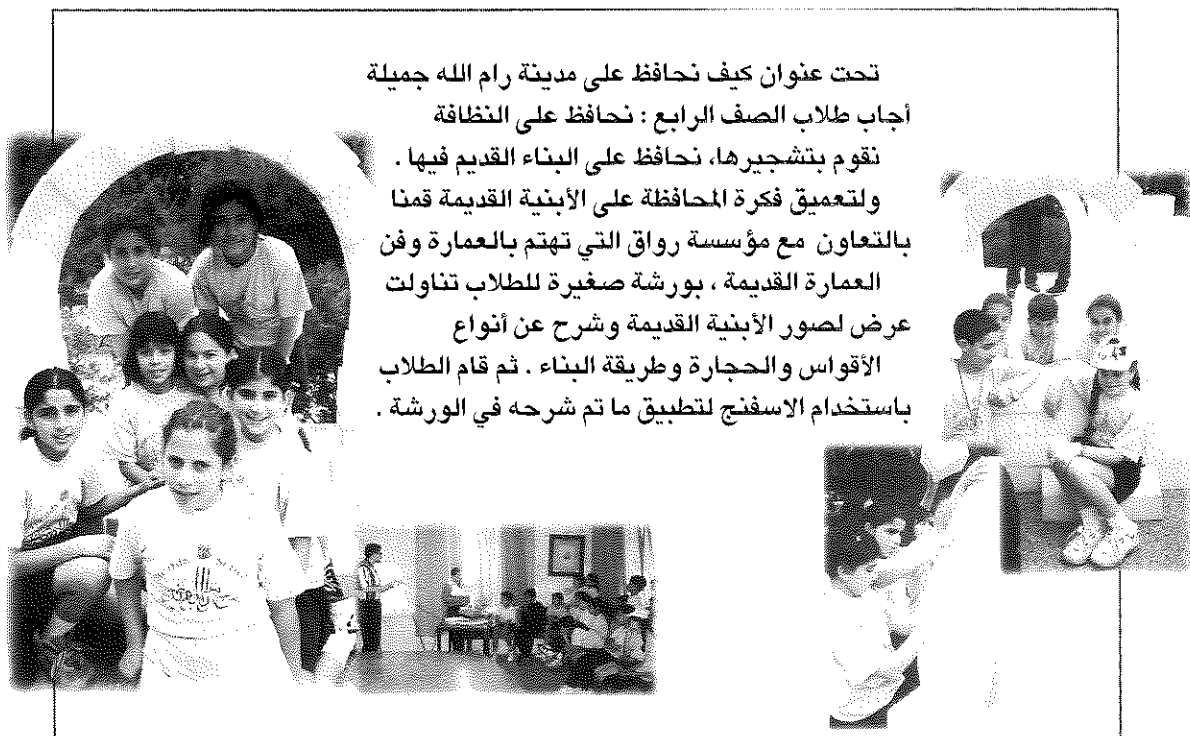 تحت عنوان كيف نحافظ على مدينة رام الله جميلة
أجاب طلاب الصف الرابع : نحافظ على النظافة
نقوم بتشجيرها، نحافظ على البناء القديم فيها .
ولتعميق فكرة المحافظة على الأبنية القديمة قمنا
بالتعاون مع مؤسسة رواق التي تهتم بالعمارة وفن
العمارة القديمة ، بورشة صغيرة للطلاب تناولت
عرض لصور الأبنية القديمة وشرح عن أنواع
الأقواس والحجارة وطريقة البناء . ثم قام الطلاب
باستخدام الاسفنج لتطبيق ما تم شرحه في الورشة .